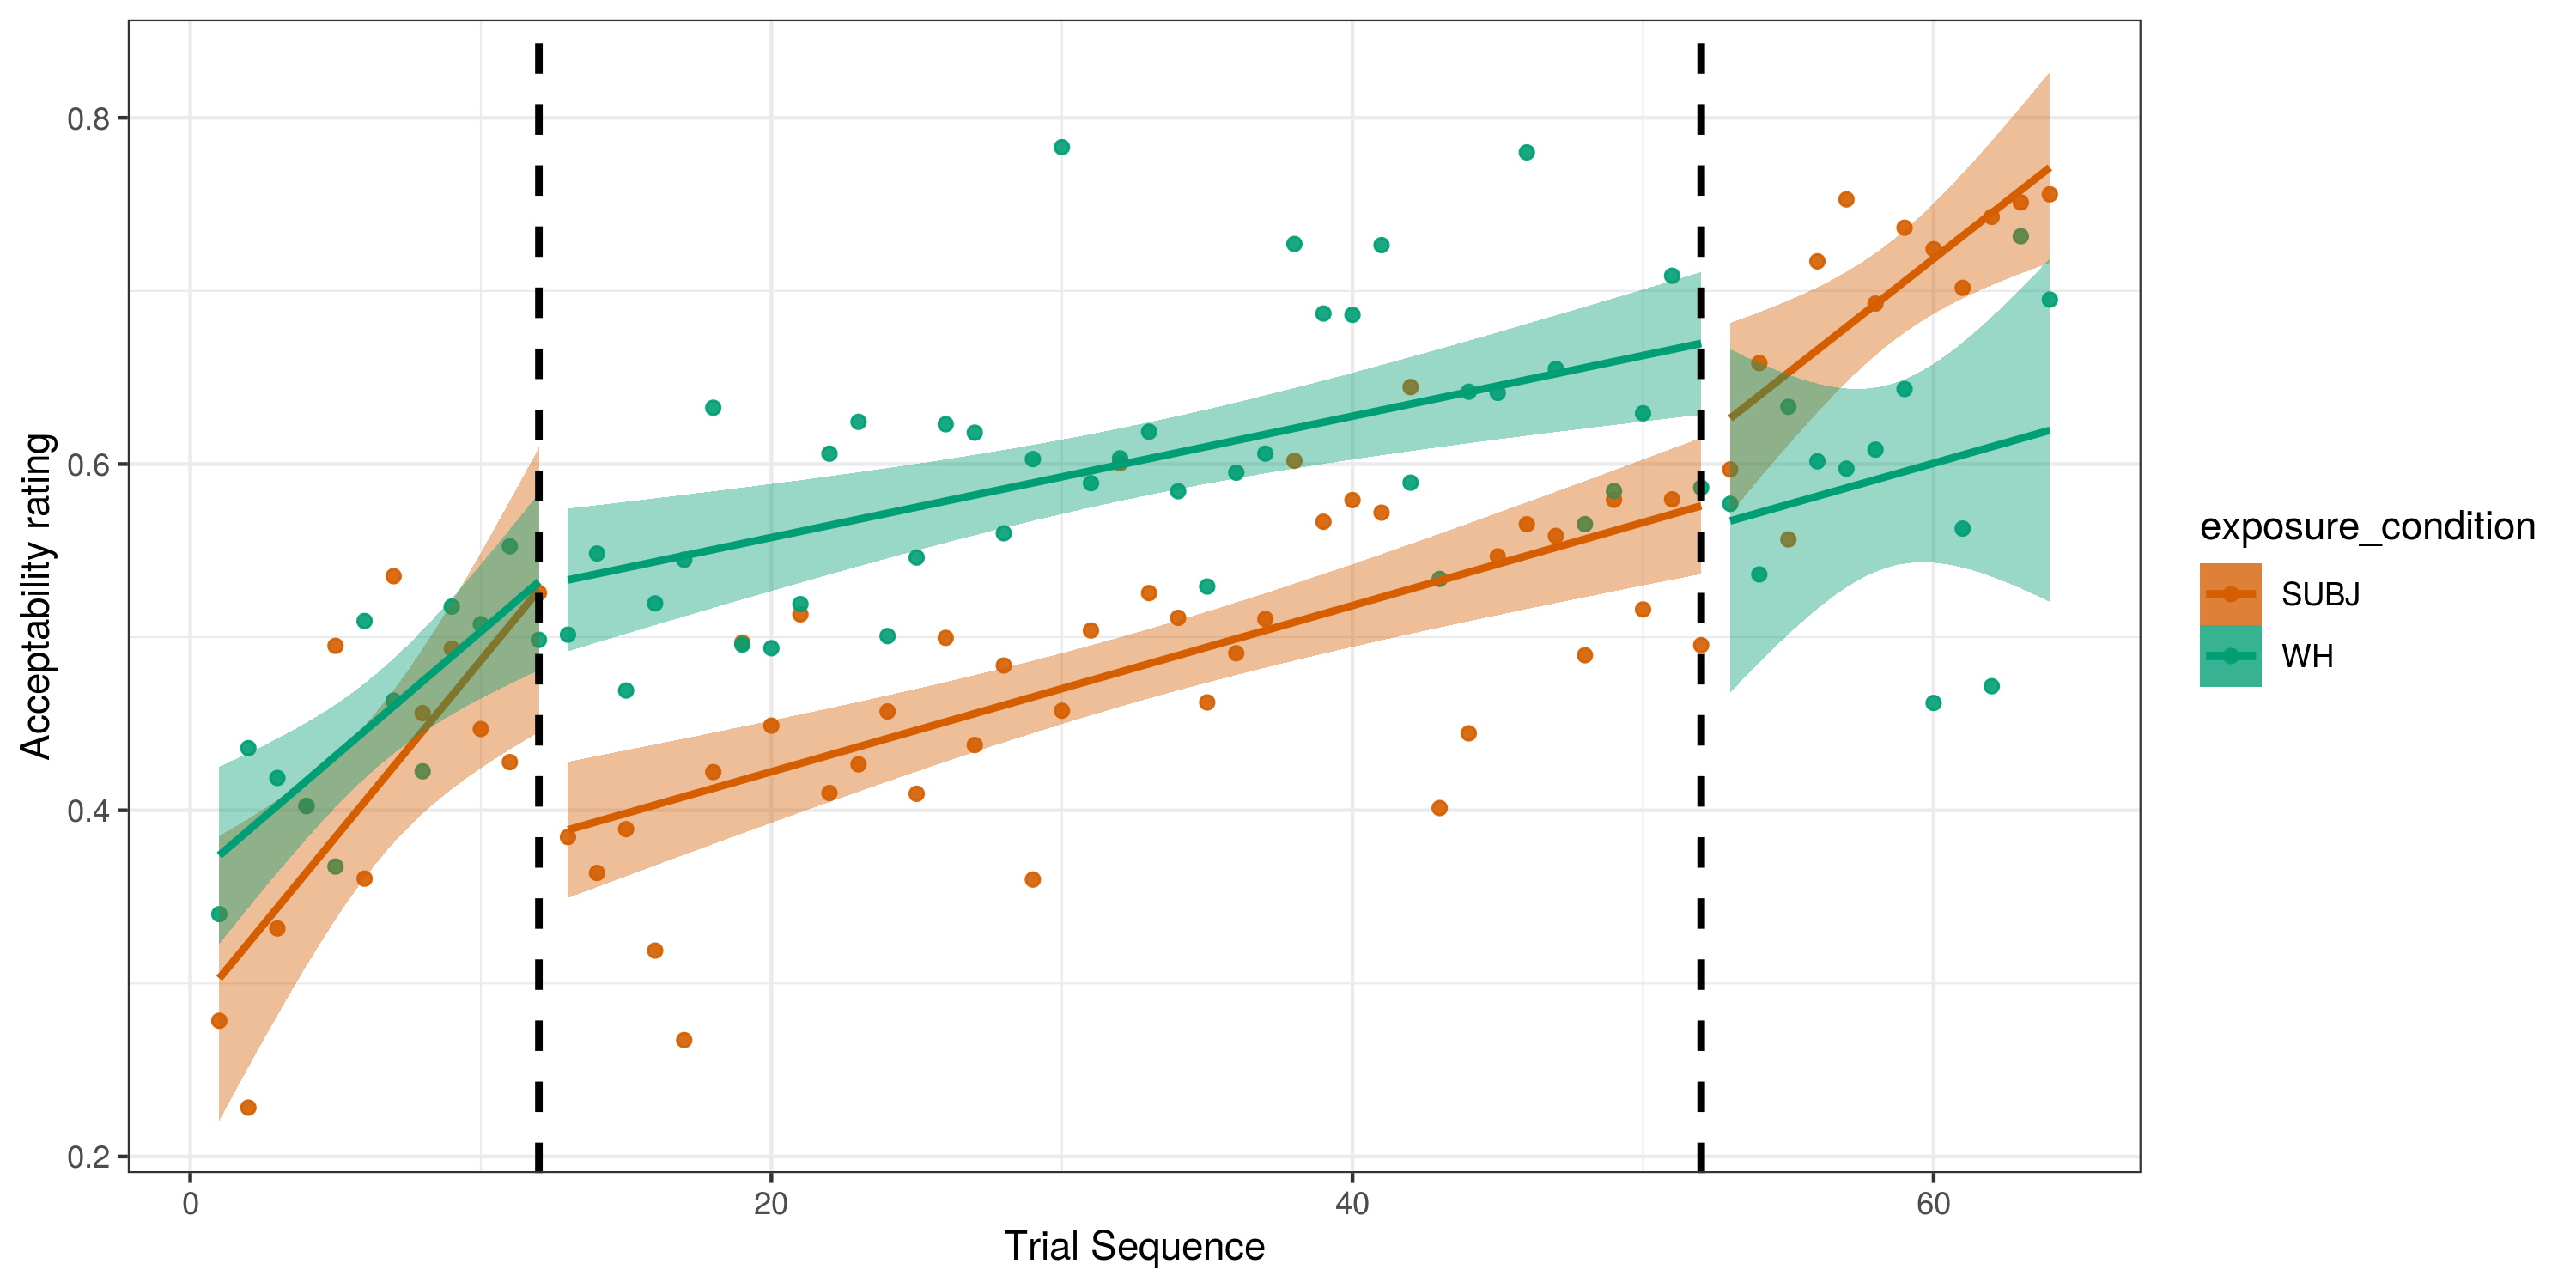 0.8
0.6
0.4
0.2
Acceptability rating
0
20
40
60
Trial Sequence
exposure_condition
SUBJ
WH